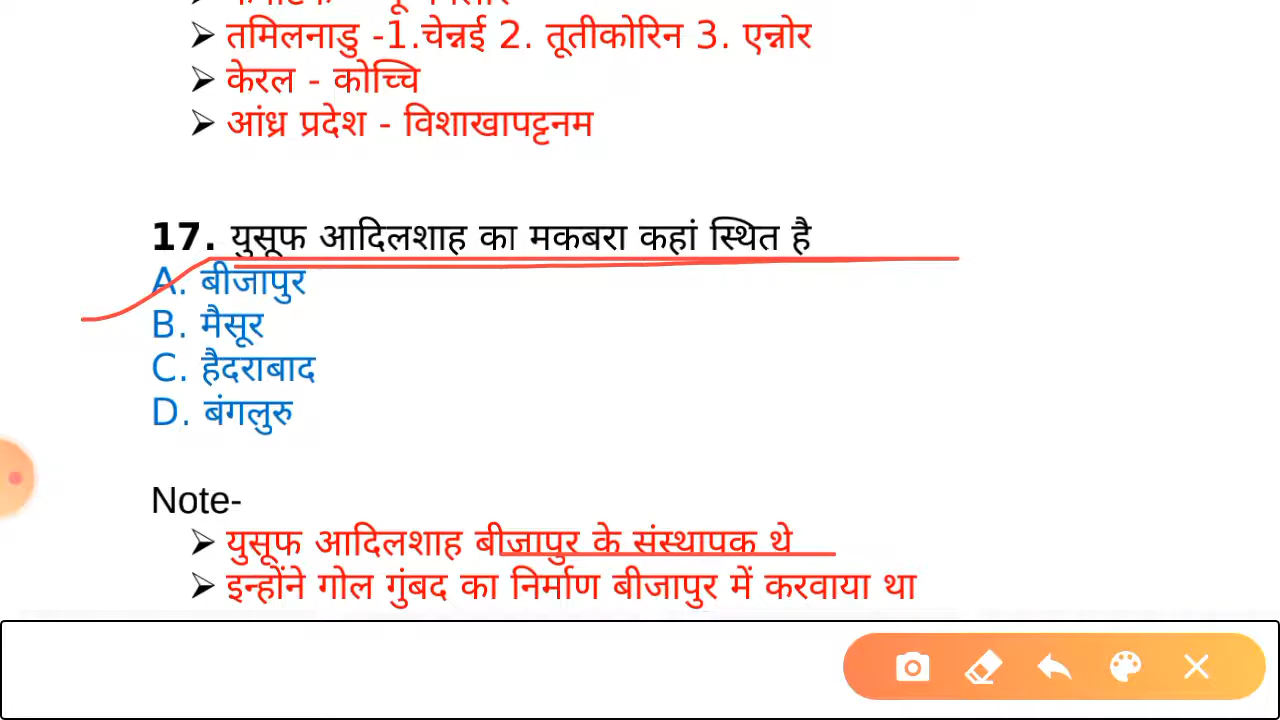 ➢ तमिलनाडु -1.चेन्नई 2. तूतीकोरिन 3. एन्नोर
➢ केरल - कोच्चि
➢ आंध्र प्रदेश - विशाखापट्टनम
17. युसूफ आदिलशाह का मकबरा कहां स्थित है
A. बीजापुर
B. मैसूर
C. हैदराबाद
D. बंगलुरु
Note-
➢ युसूफ आदिलशाह बीजापुर के संस्थापक थे
➢ इन्होंने गोल गुंबद का निर्माण बीजापुर में करवाया था